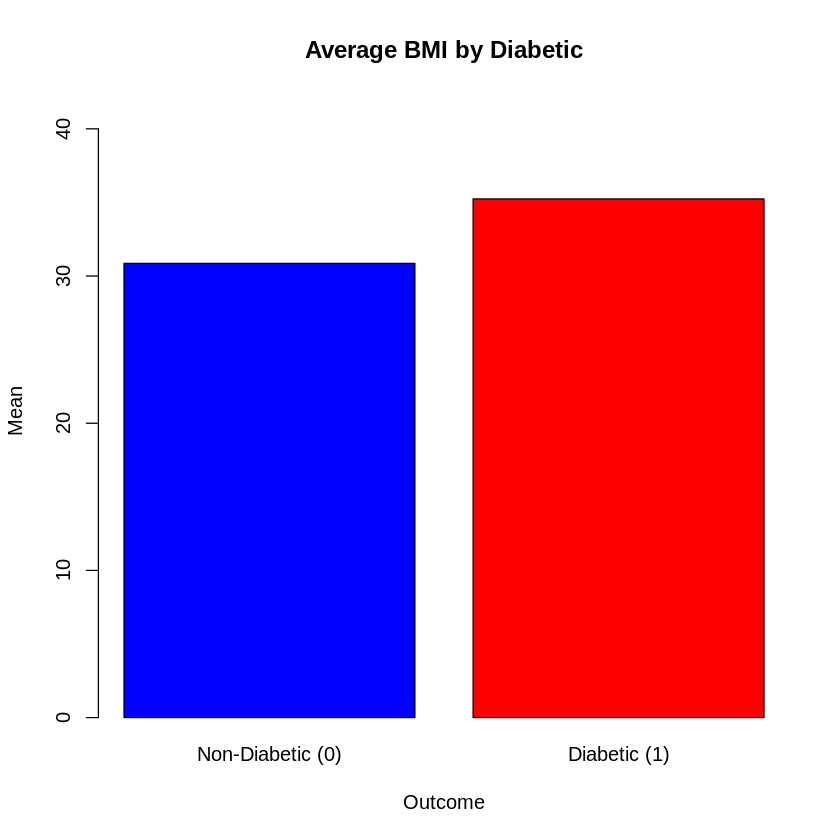 Average BMI by Diabetic
40
30
20
10
0
Mean
Non-Diabetic (0)
Diabetic (1)
Outcome